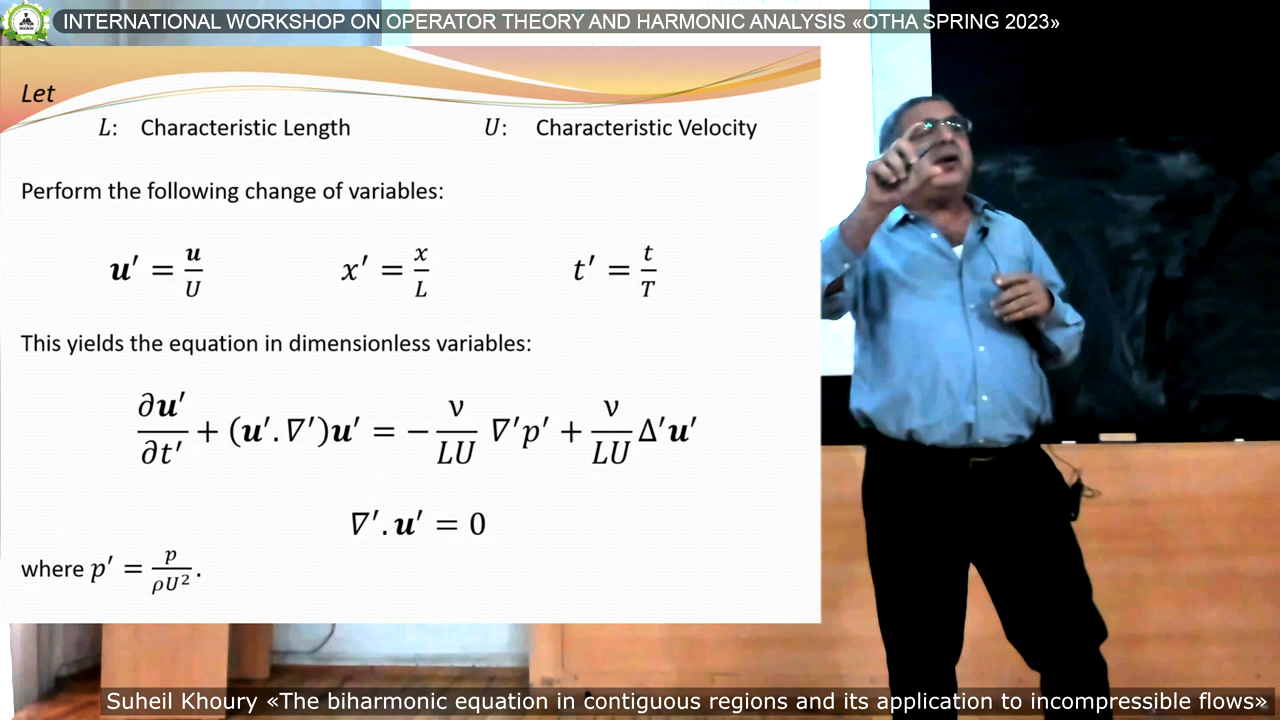 INTERNATIONAL WORKSHOP ON OPERATOR THEORY AND HARMONIC ANALYSIS «OTHA SPRING 2023»
Let
L: Characteristic Length U: Characteristic Velocity
Perform the following change of variables:
u′ = u/U x′ = x/L t′ = t/T
This yields the equation in dimensionless variables:
∂u′/∂t′ + (u′.∇′)u′ = −ν/LU ∇′p′ + ν/LU Δ′u′
∇′.u′ = 0
where p′ = p/ρU².
Suheil Khoury «The biharmonic equation in contiguous regions and its application to incompressible flows»